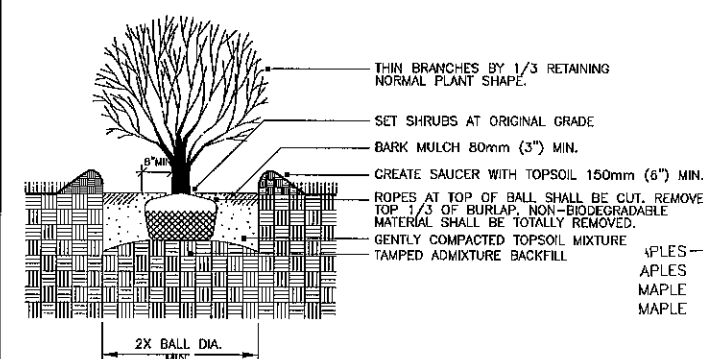 THIN BRANCHES BY 1/3 RETAINING
NORMAL PLANT SHAPE.
SET SHRUBS AT ORIGINAL GRADE
BARK MULCH 80mm (3") MIN.
8"MIN
CREATE SAUCER WITH TOPSOIL 150mm (6") MIN.
ROPES AT TOP OF BALL SHALL BE CUT. REMOVE
TOP 1/3 OF BURLAP. NON-BIODEGRADABLE
MATERIAL SHALL BE TOTALLY REMOVED.
GENTLY COMPACTED TOPSOIL MIXTURE
TAMPED ADMIXTURE BACKFILL
APLES
APLES
MAPLE
MAPLE
2X BALL DIA.
MIN.